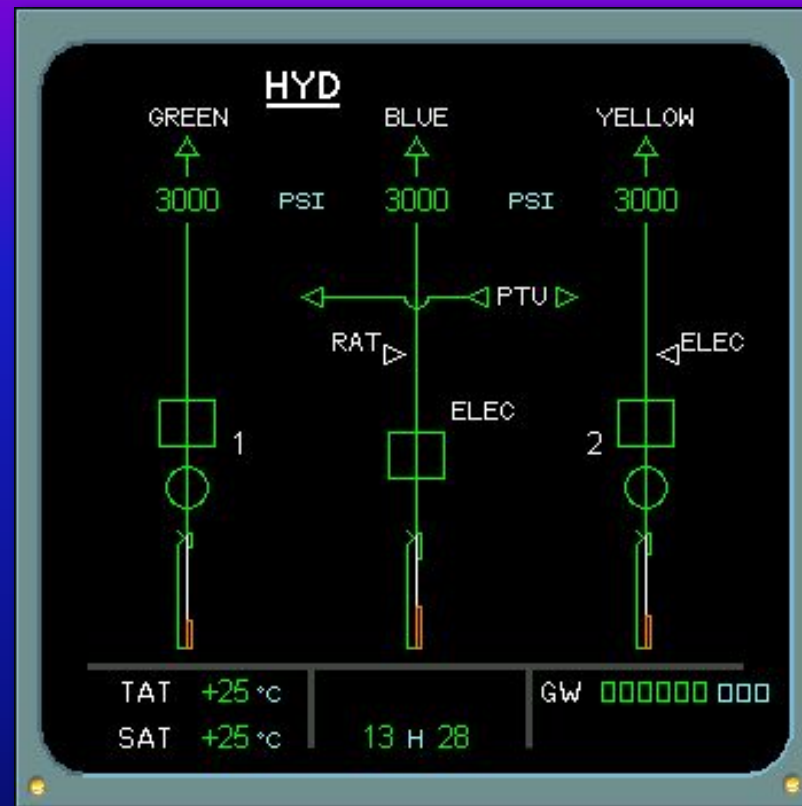 HYD
GREEN BLUE YELLOW
3000 PSI 3000 PSI 3000
PTU
RAT ELEC
ELEC
1 2
TAT +25 °C GW
SAT +25 °C 13 H 28